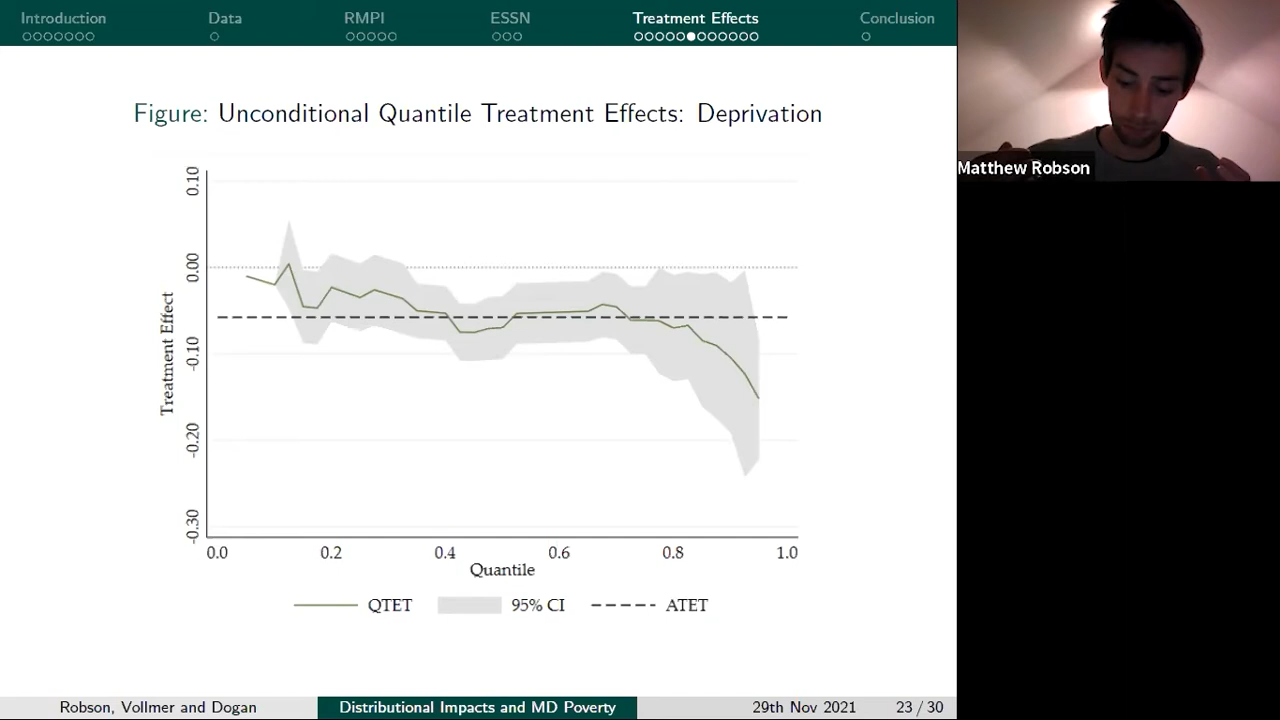 Introduction Data RMPI ESSN Treatment Effects Conclusion
Matthew Robson
Figure: Unconditional Quantile Treatment Effects: Deprivation
Treatment Effect
0.10
0.00
-0.10
-0.20
-0.30
0.0 0.2 0.4 0.6 0.8 1.0
Quantile
QTET 95% CI ATET
Robson, Vollmer and Dogan Distributional Impacts and MD Poverty 29th Nov 2021 23 / 30